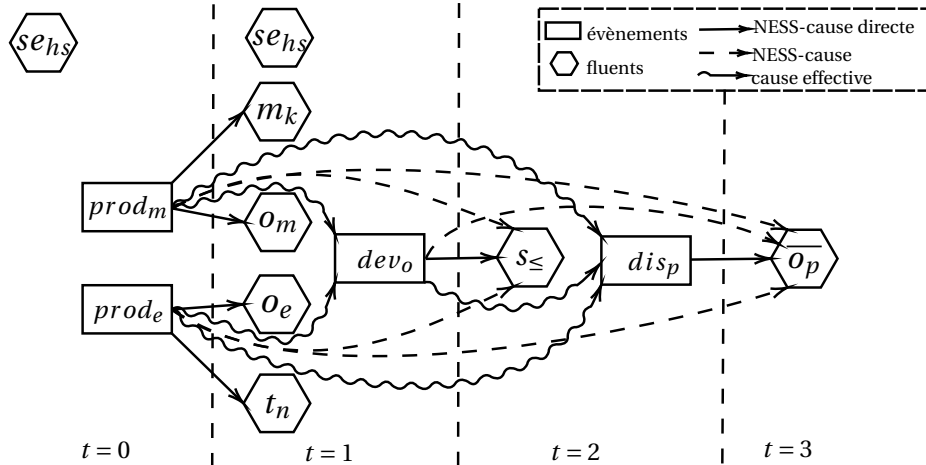 se_hs
se_hs
évènements
NESS-cause directe
NESS-cause
fluents
cause effective
m_k
prod_m
o_m
dev_o
s_≤
dis_p
o̅_p̅
prod_e
o_e
t_n
t = 0
t = 1
t = 2
t = 3